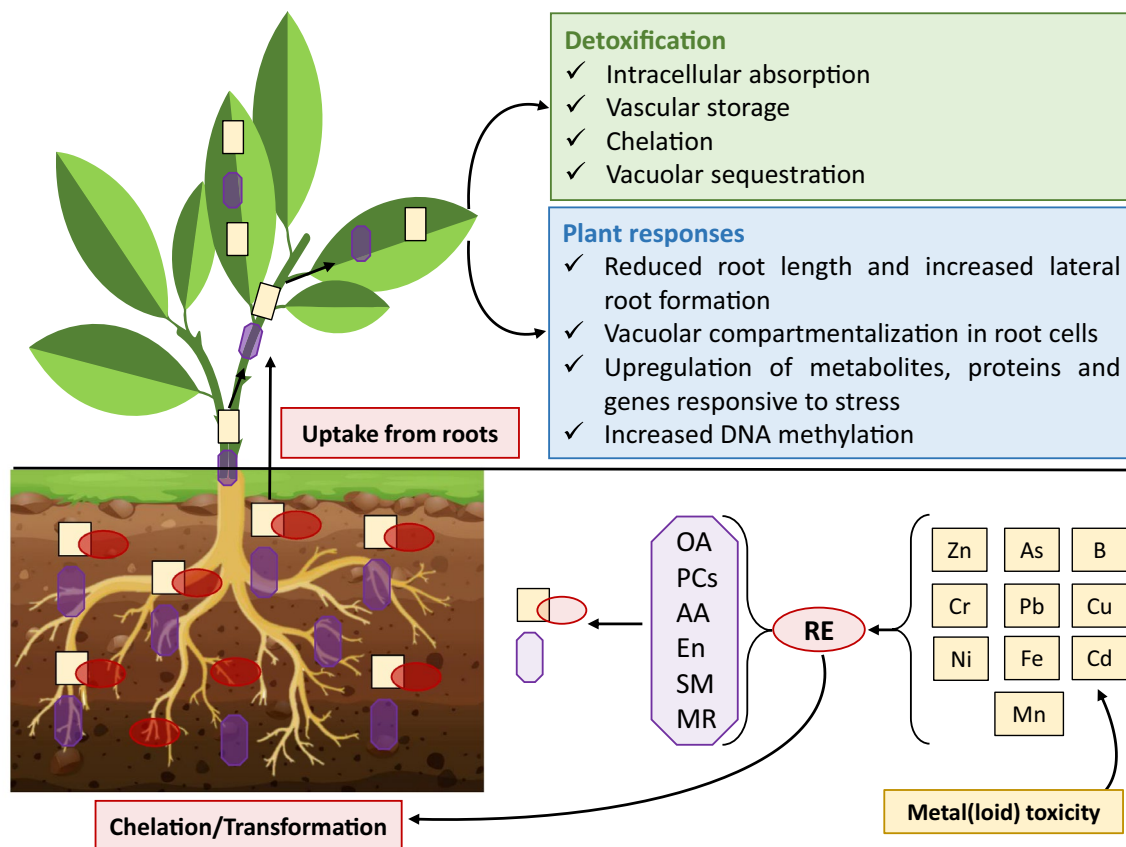 Detoxification
✓ Intracellular absorption
✓ Vascular storage
✓ Chelation
✓ Vacuolar sequestration
Plant responses
✓ Reduced root length and increased lateral
root formation
✓ Vacuolar compartmentalization in root cells
✓ Upregulation of metabolites, proteins and
genes responsive to stress
✓ Increased DNA methylation
Uptake from roots
OA
PCs
AA
En
SM
MR
RE
Zn As B
Cr Pb Cu
Ni Fe Cd
Mn
Chelation/Transformation
Metal(loid) toxicity